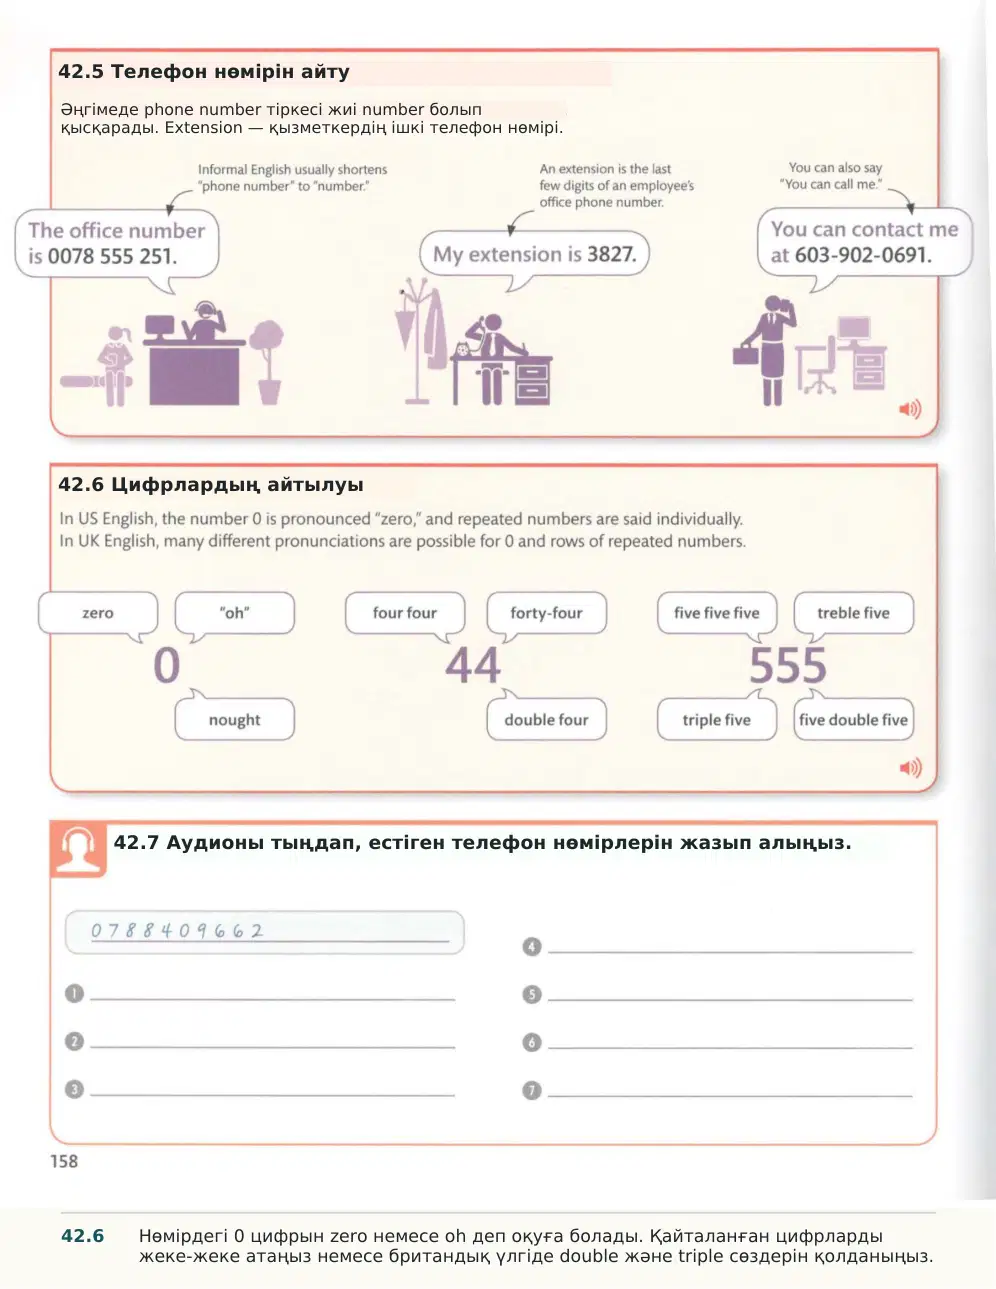 42.5 Телефон нөмірін айту
Әңгімеде phone number тіркесі жиі number болып
қысқарады. Extension — қызметкердің ішкі телефон нөмірі.
Informal English usually shortens
"phone number" to "number."
An extension is the last
few digits of an employee's
office phone number.
You can also say
"You can call me."
The office number
is 0078 555 251.
My extension is 3827.
You can contact me
at 603-902-0691.
42.6 Цифрлардың айтылуы
In US English, the number 0 is pronounced "zero," and repeated numbers are said individually.
In UK English, many different pronunciations are possible for 0 and rows of repeated numbers.
zero
"oh"
four four
forty-four
five five five
treble five
0
44
555
nought
double four
triple five
five double five
42.7 Аудионы тыңдап, естіген телефон нөмірлерін жазып алыңыз.
0788409662
1
2
3
4
5
6
7
158
42.6 Нөмірдегі 0 цифрын zero немесе oh деп оқуға болады. Қайталанған цифрларды
жеке-жеке атаңыз немесе британдық үлгіде double және triple сөздерін қолданыңыз.